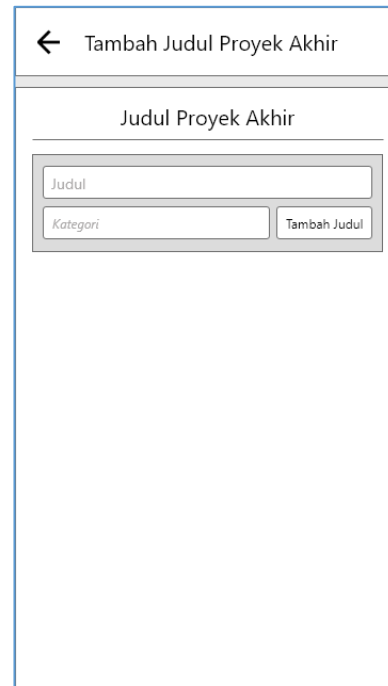 Tambah Judul Proyek Akhir
Judul Proyek Akhir
Judul
Kategori
Tambah Judul